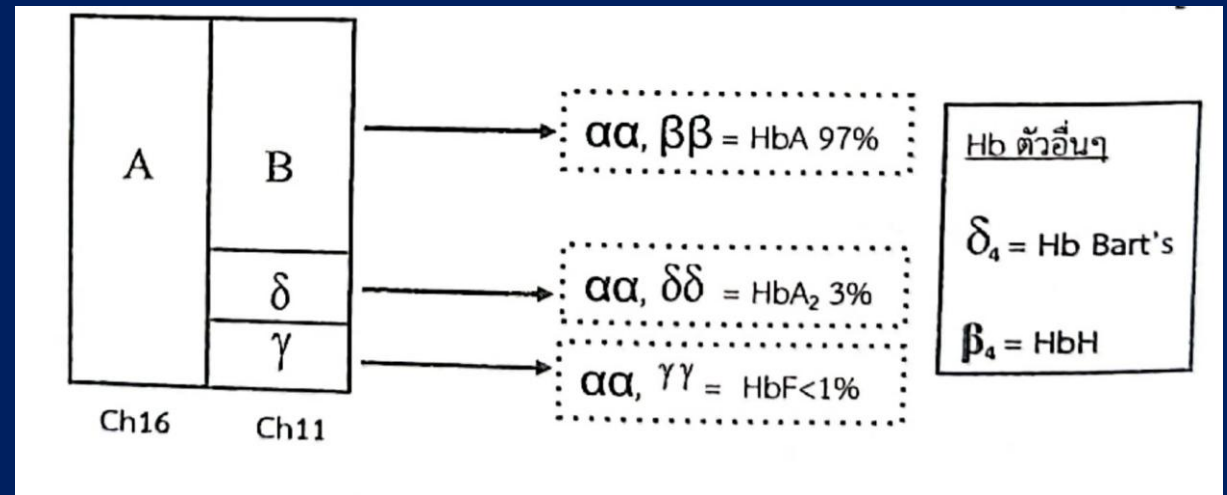 A
B
δ
γ
Ch16
Ch11
αα, ββ = HbA 97%
αα, δδ = HbA₂ 3%
αα, γγ = HbF<1%
Hb ตัวอื่นๆ
δ₄ = Hb Bart's
β₄ = HbH